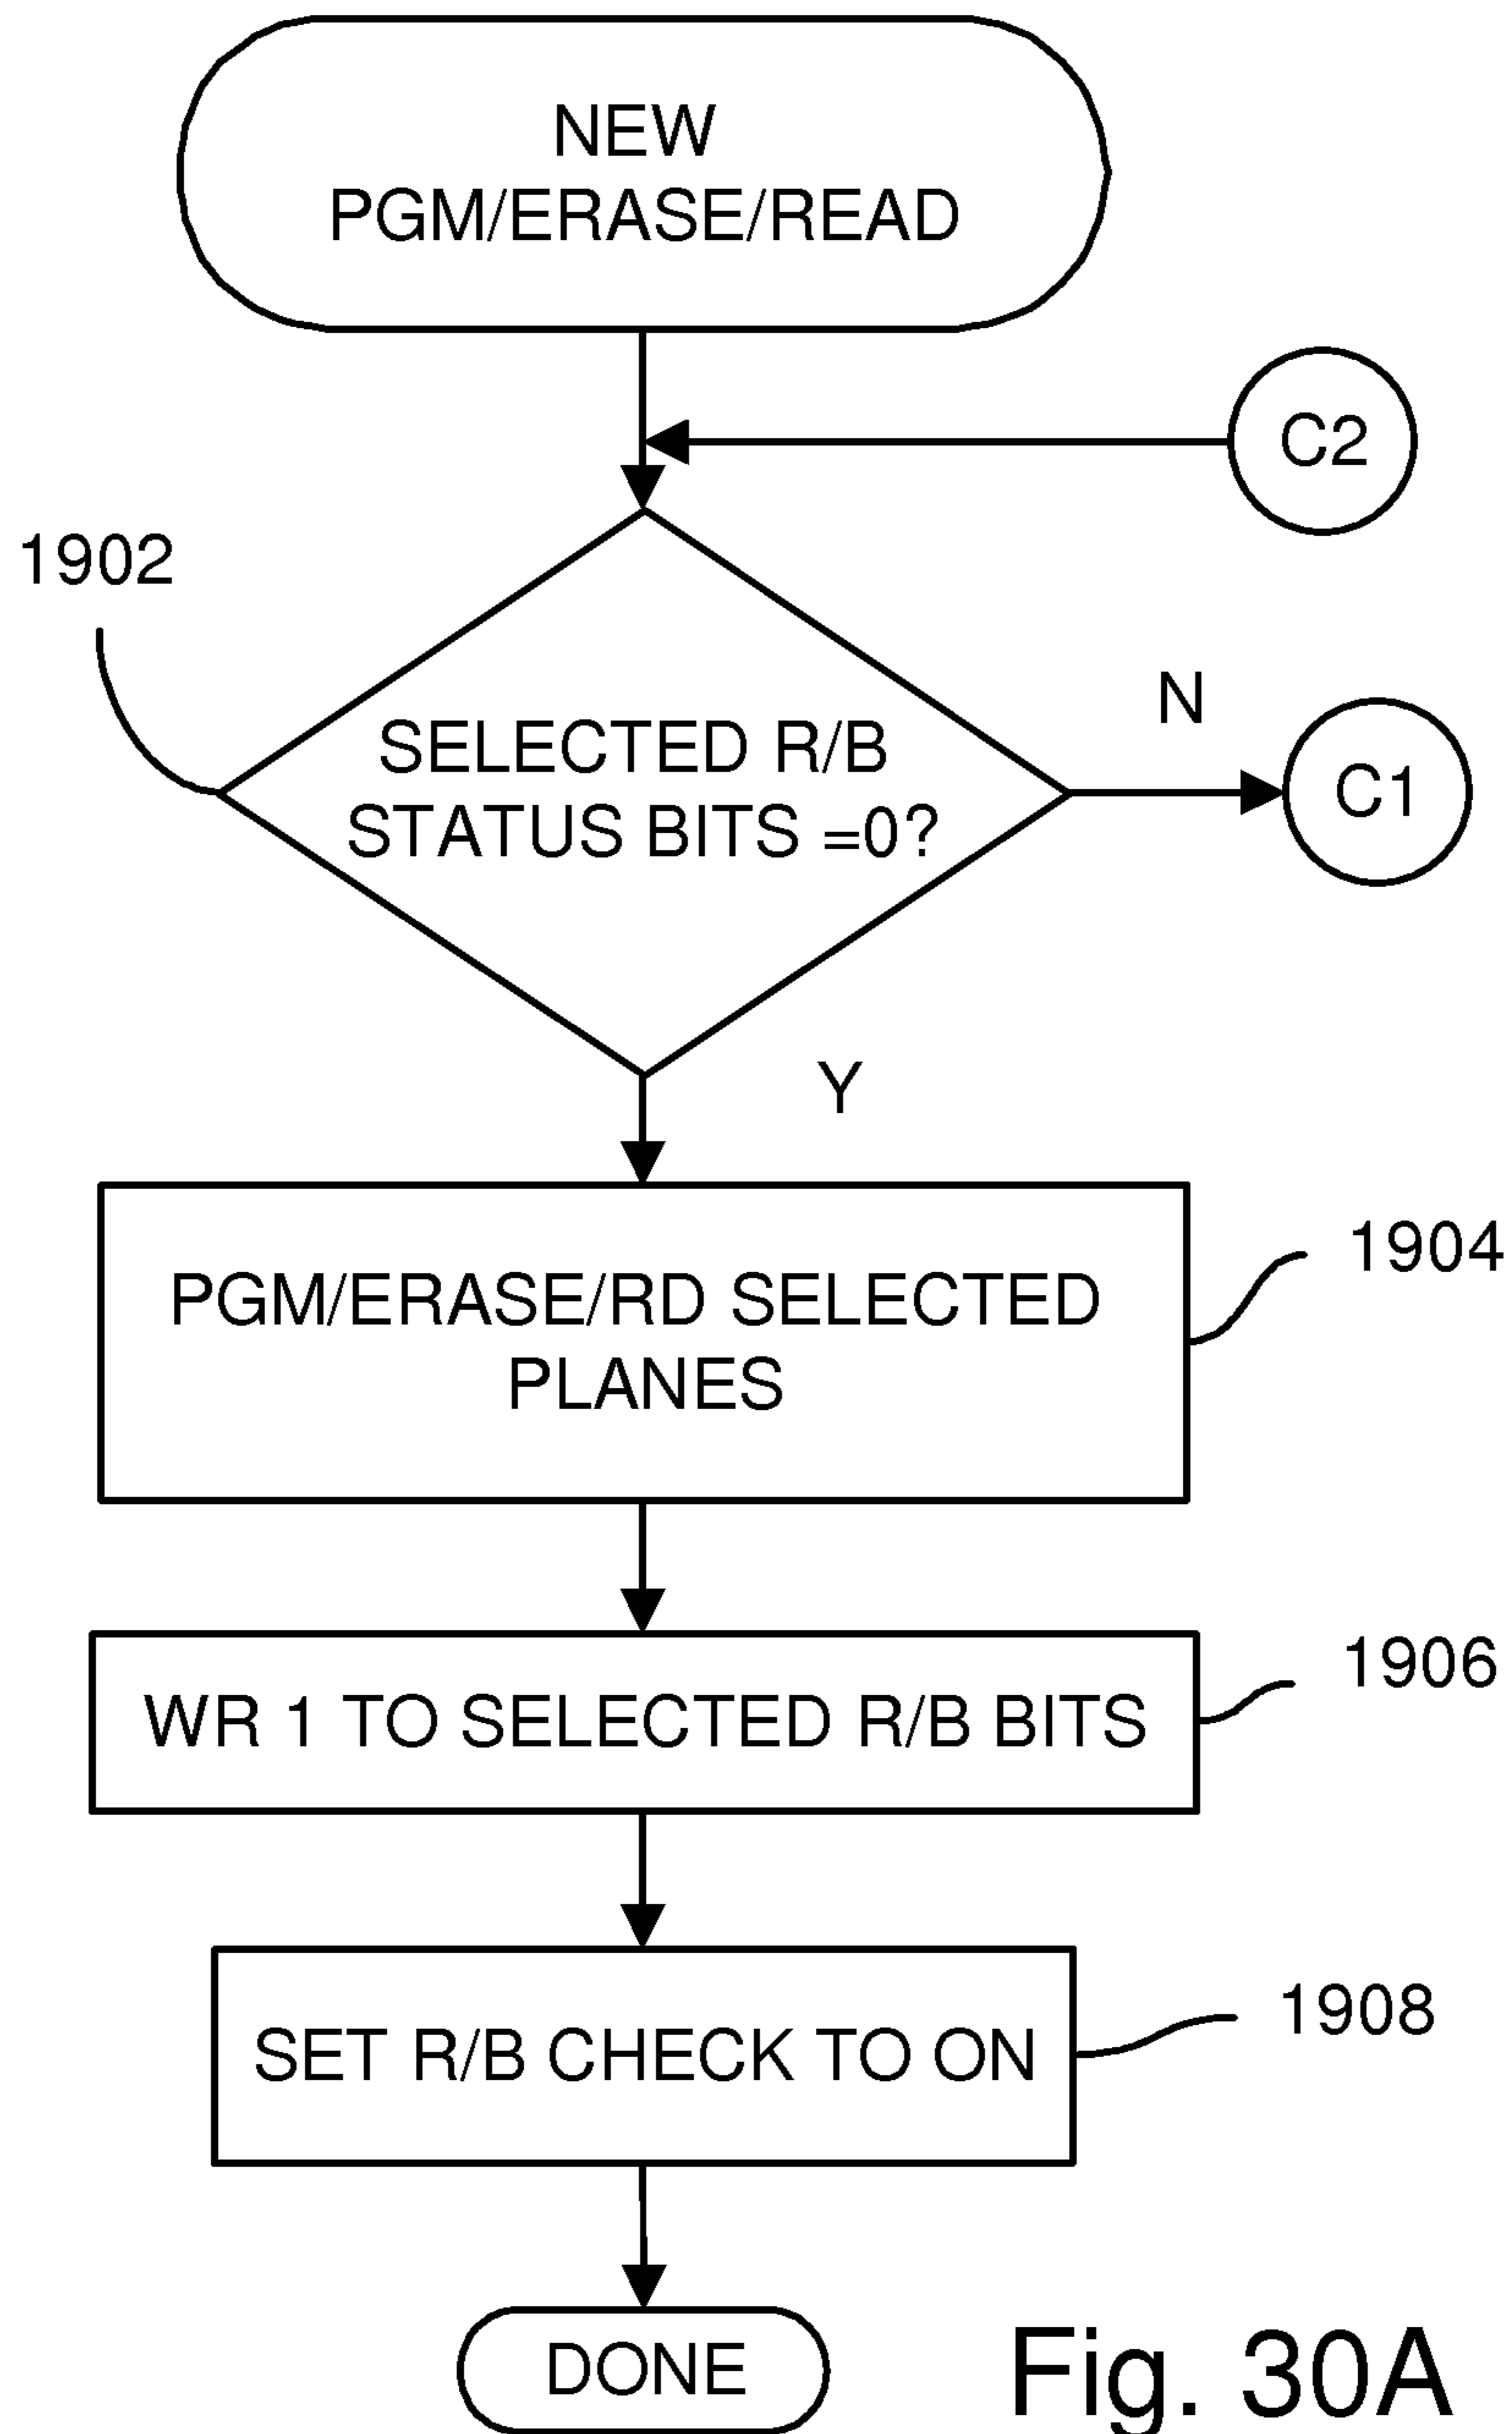 NEW
PGM/ERASE/READ
C2
1902
N
SELECTED R/B
STATUS BITS =0?
C1
Y
1904
PGM/ERASE/RD SELECTED
PLANES
1906
WR 1 TO SELECTED R/B BITS
1908
SET R/B CHECK TO ON
DONE
Fig. 30A